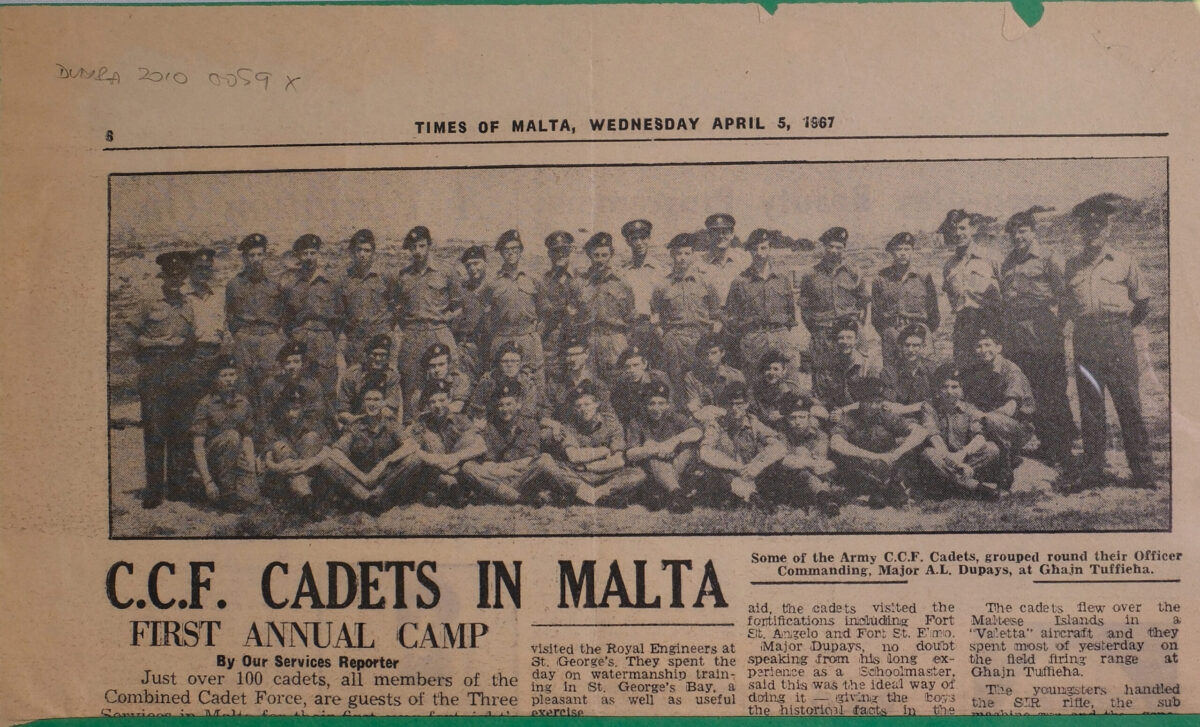 2010 0059 X
8
TIMES OF MALTA, WEDNESDAY APRIL 5, 1967
Some of the Army C.C.F. Cadets, grouped round their Officer
Commanding, Major A.L. Dupays, at Ghajn Tuffieha.
C.C.F. CADETS IN MALTA
FIRST ANNUAL CAMP
By Our Services Reporter
Just over 100 cadets, all members of the
Combined Cadet Force, are guests of the Three
Services in Malta for their first
visited the Royal Engineers at
St. George's. They spent the
day on watermanship train-
ing in St. George's Bay, a
pleasant as well as useful
exercise
aid, the cadets visited the
fortifications including Fort
St. Angelo and Fort St. Elmo.
Major Dupays, no doubt
speaking from his long ex-
perience as a Schoolmaster,
said this was the ideal way of
doing it — giving the boys
the historical facts in the
The cadets flew over the
Maltese Islands in a
"Valetta" aircraft and they
spent most of yesterday on
the field firing range at
Ghajn Tuffieha.
The youngsters handled
the SLR rifle, the sub